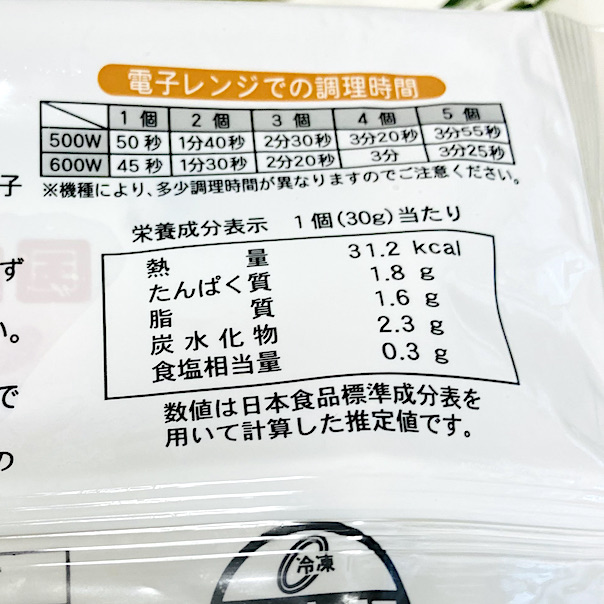 電子レンジでの調理時間
1個 2個 3個 4個 5個
500W 50秒 1分40秒 2分30秒 3分20秒 3分55秒
600W 45秒 1分30秒 2分20秒 3分 3分25秒
※機種により、多少調理時間が異なりますのでご注意ください。
子
ず
い。
で
の
栄養成分表示 1個(30g)当たり
熱量 31.2 kcal
たんぱく質 1.8 g
脂質 1.6 g
炭水化物 2.3 g
食塩相当量 0.3 g
数値は日本食品標準成分表を
用いて計算した推定値です。
冷凍